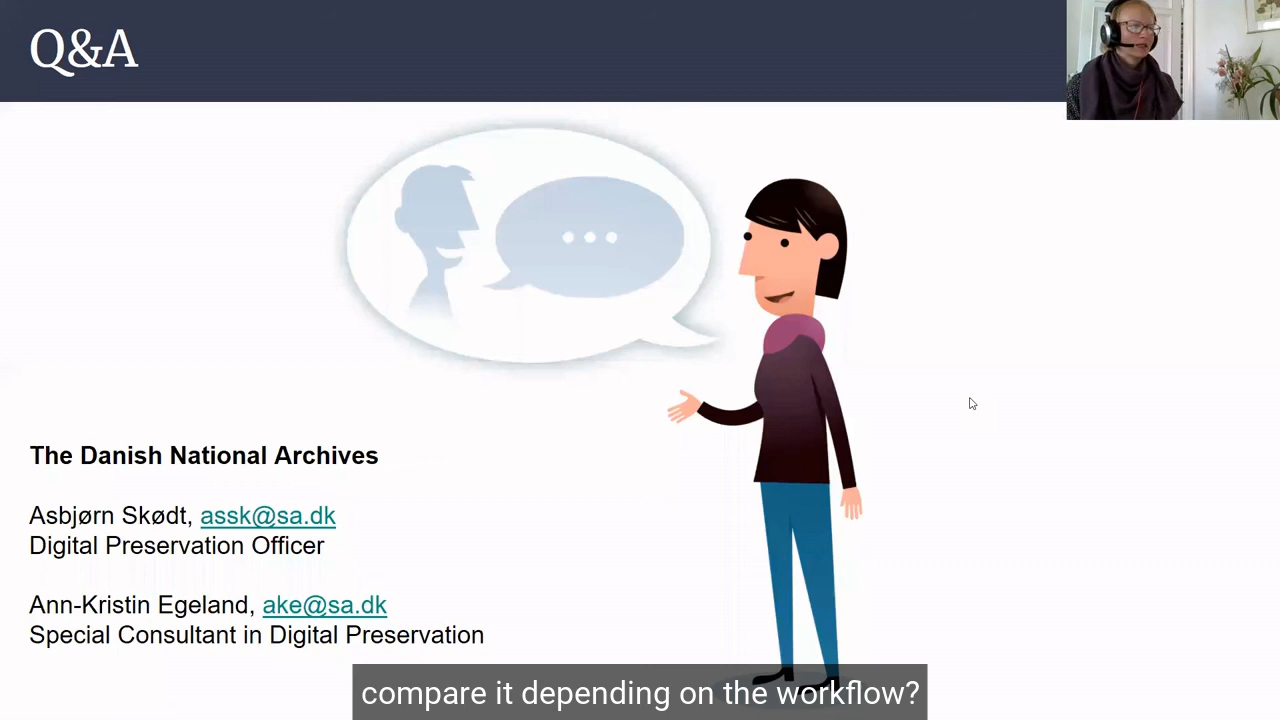 Q&A
The Danish National Archives
Asbjørn Skødt, assk@sa.dk
Digital Preservation Officer
Ann-Kristin Egeland, ake@sa.dk
Special Consultant in Digital Preservation
compare it depending on the workflow?